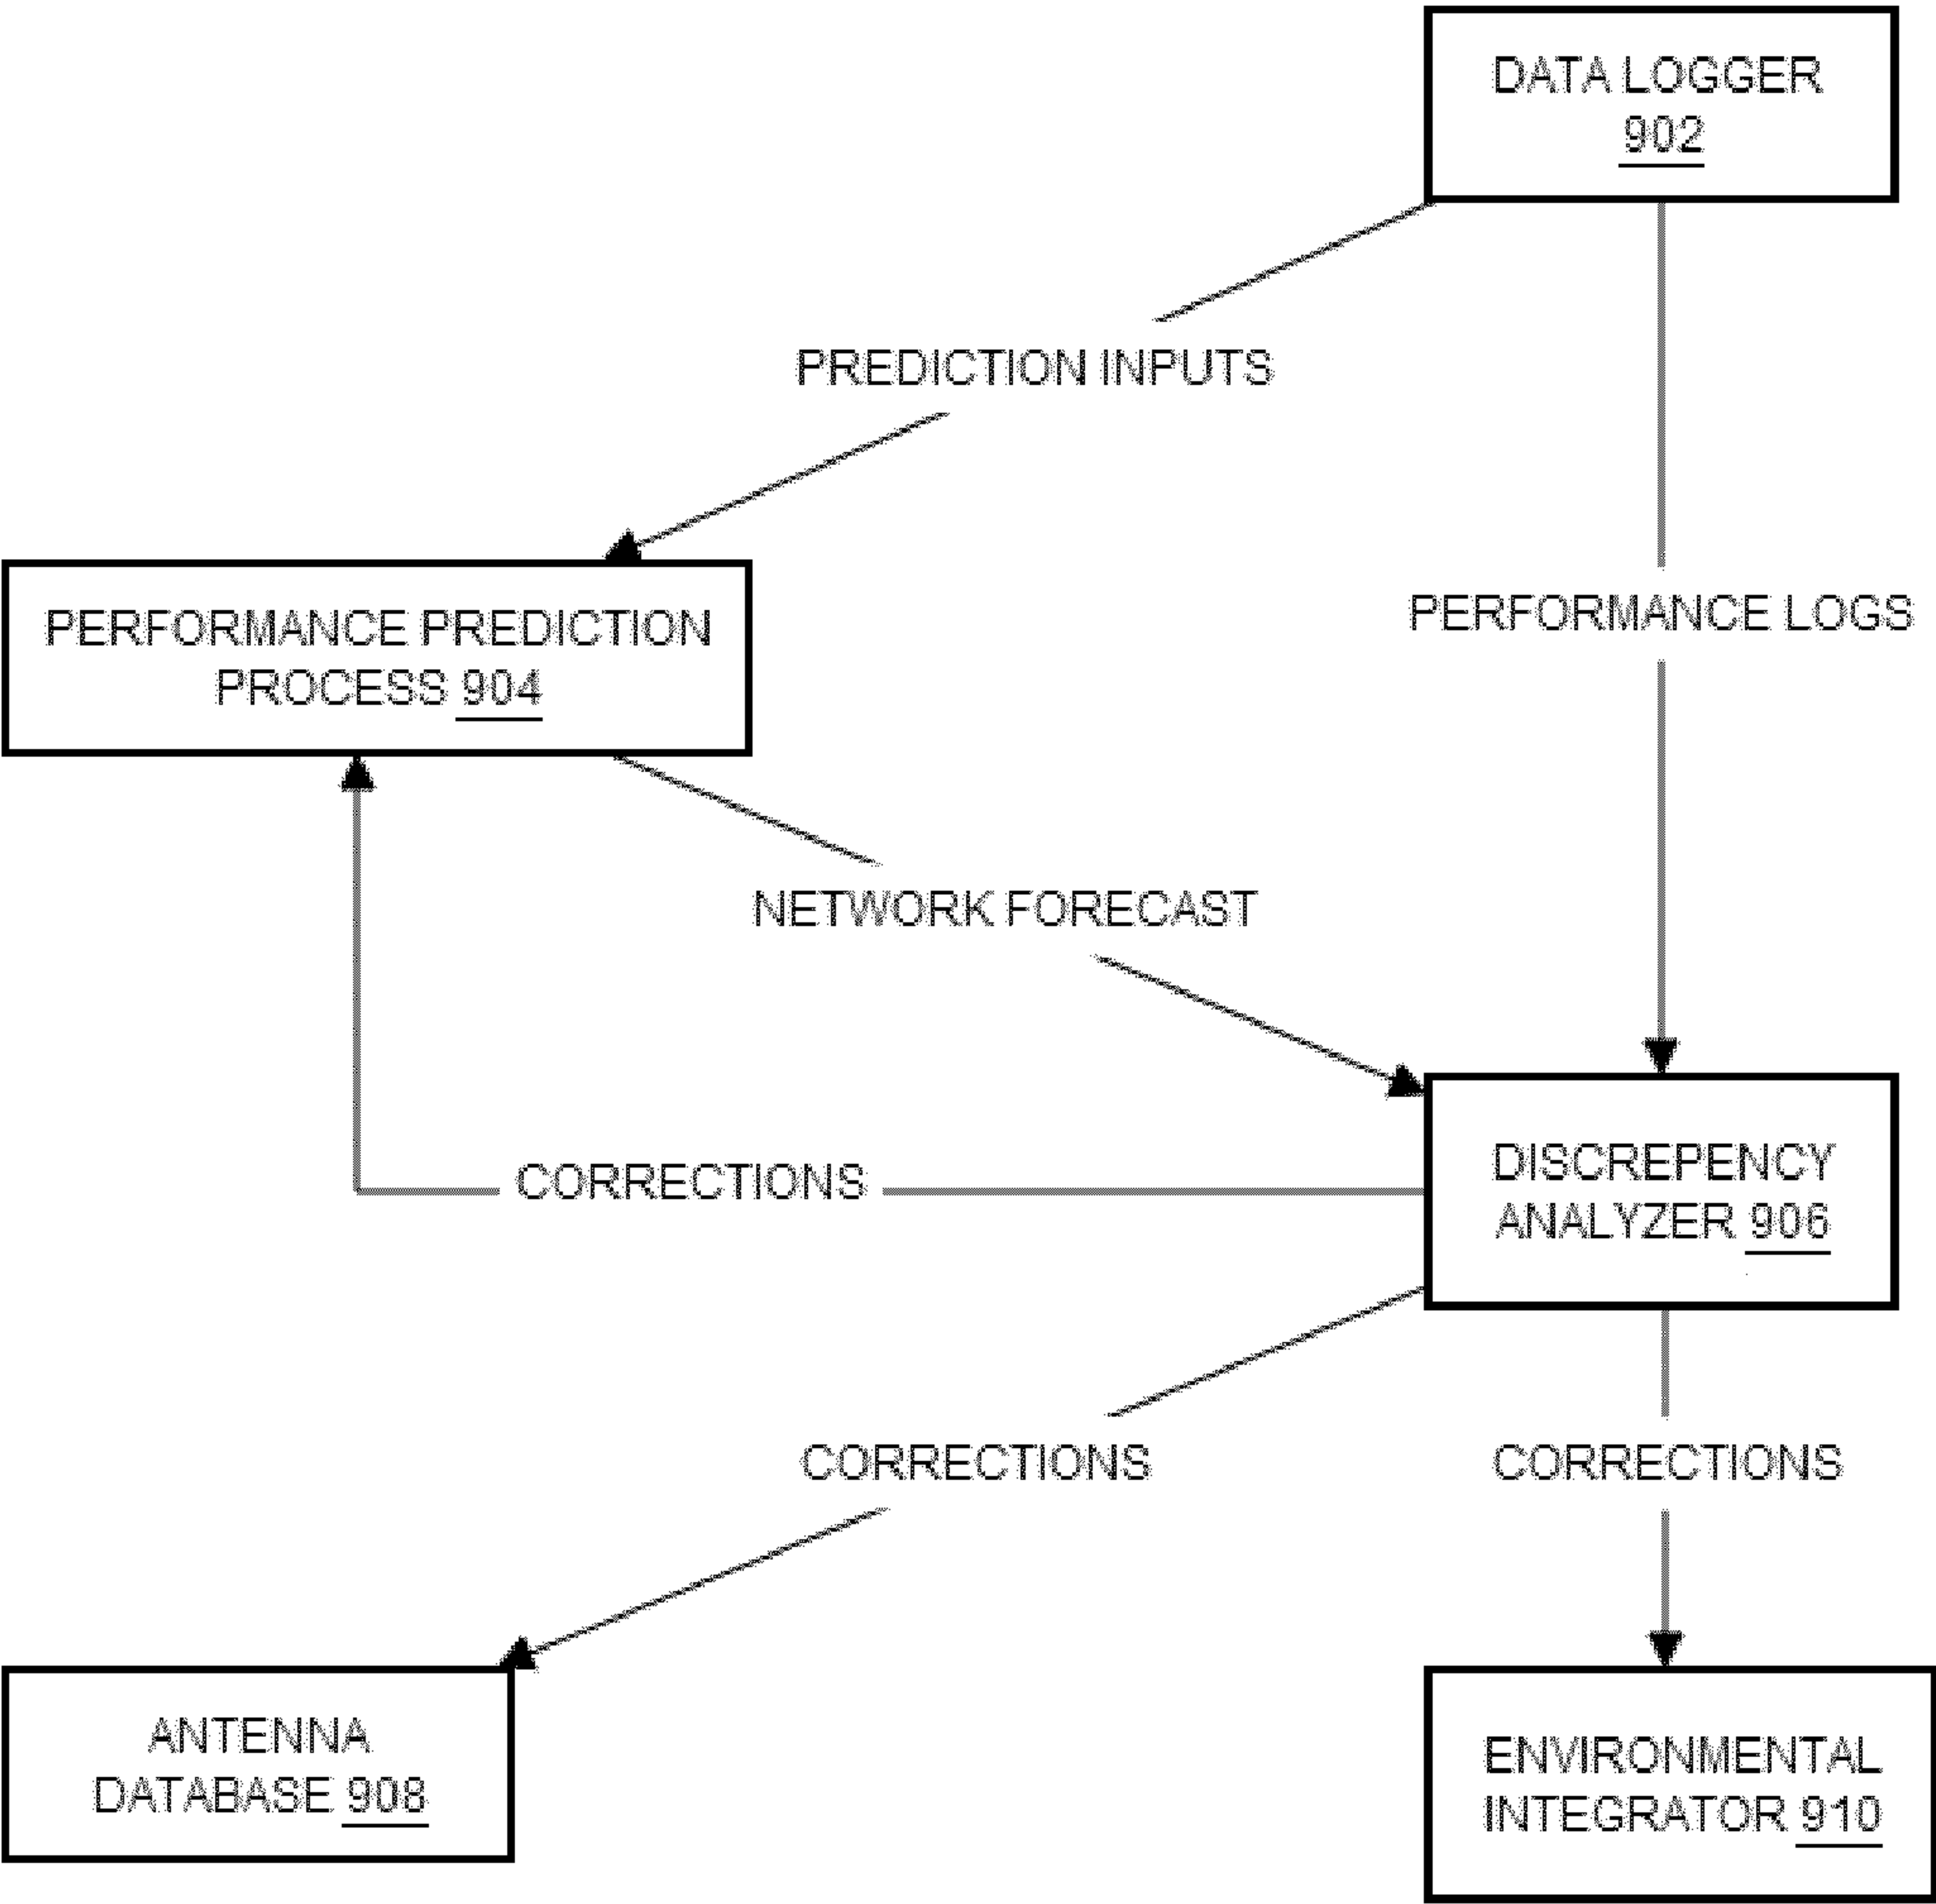 DATA LOGGER
902
PREDICTION INPUTS
PERFORMANCE PREDICTION
PROCESS 904
PERFORMANCE LOGS
NETWORK FORECAST
CORRECTIONS
DISCREPENCY
ANALYZER 906
CORRECTIONS
CORRECTIONS
ANTENNA
DATABASE 908
ENVIRONMENTAL
INTEGRATOR 910